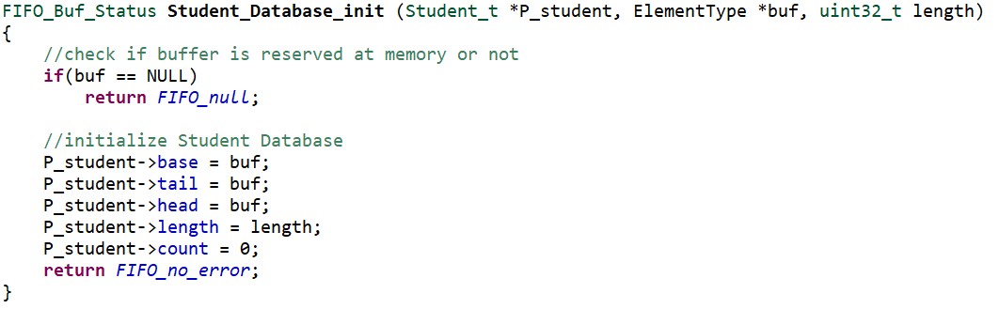 FIFO_Buf_Status Student_Database_init (Student_t *P_student, ElementType *buf, uint32_t length)
{
    //check if buffer is reserved at memory or not
    if(buf == NULL)
        return FIFO_null;

    //initialize Student Database
    P_student->base = buf;
    P_student->tail = buf;
    P_student->head = buf;
    P_student->length = length;
    P_student->count = 0;
    return FIFO_no_error;
}